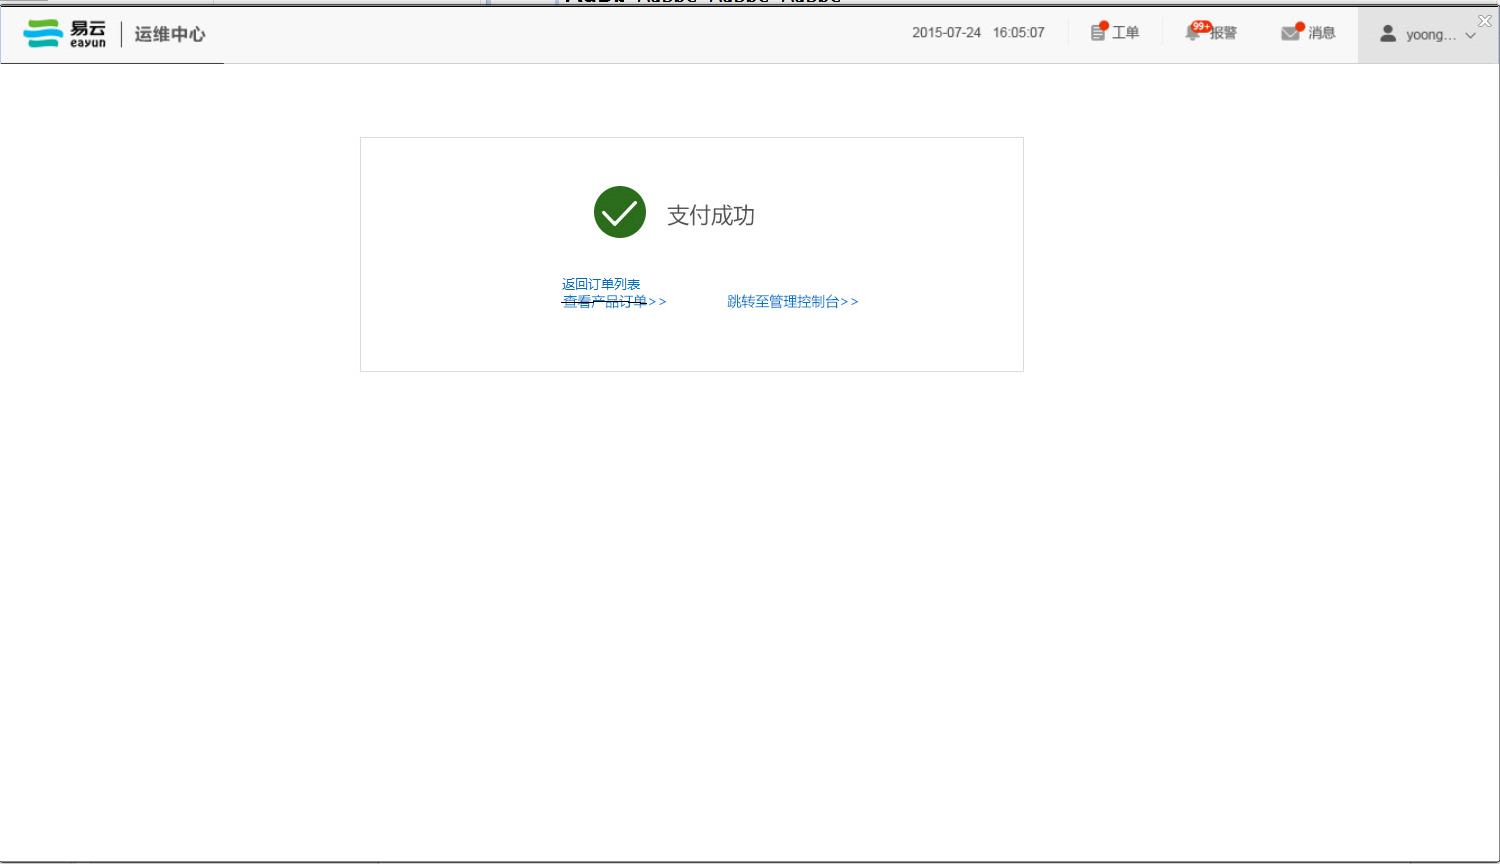 易云
eayun
运维中心
2015-07-24 16:05:07
工单
99+
报警
消息
yoong...
支付成功
返回订单列表
查看产品订单>>
跳转至管理控制台>>